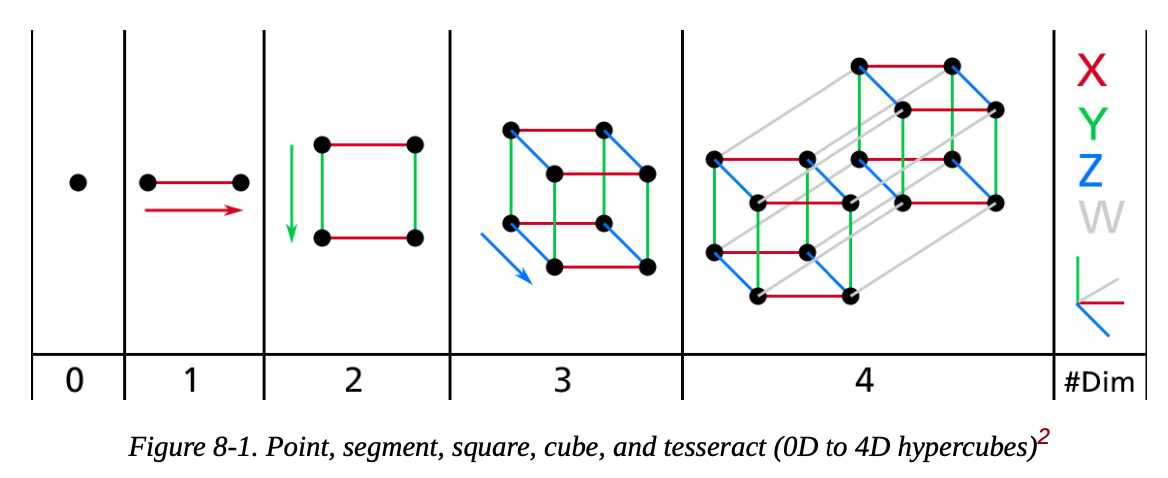 X
Y
Z
W
0 1 2 3 4 #Dim
Figure 8-1. Point, segment, square, cube, and tesseract (0D to 4D hypercubes)2